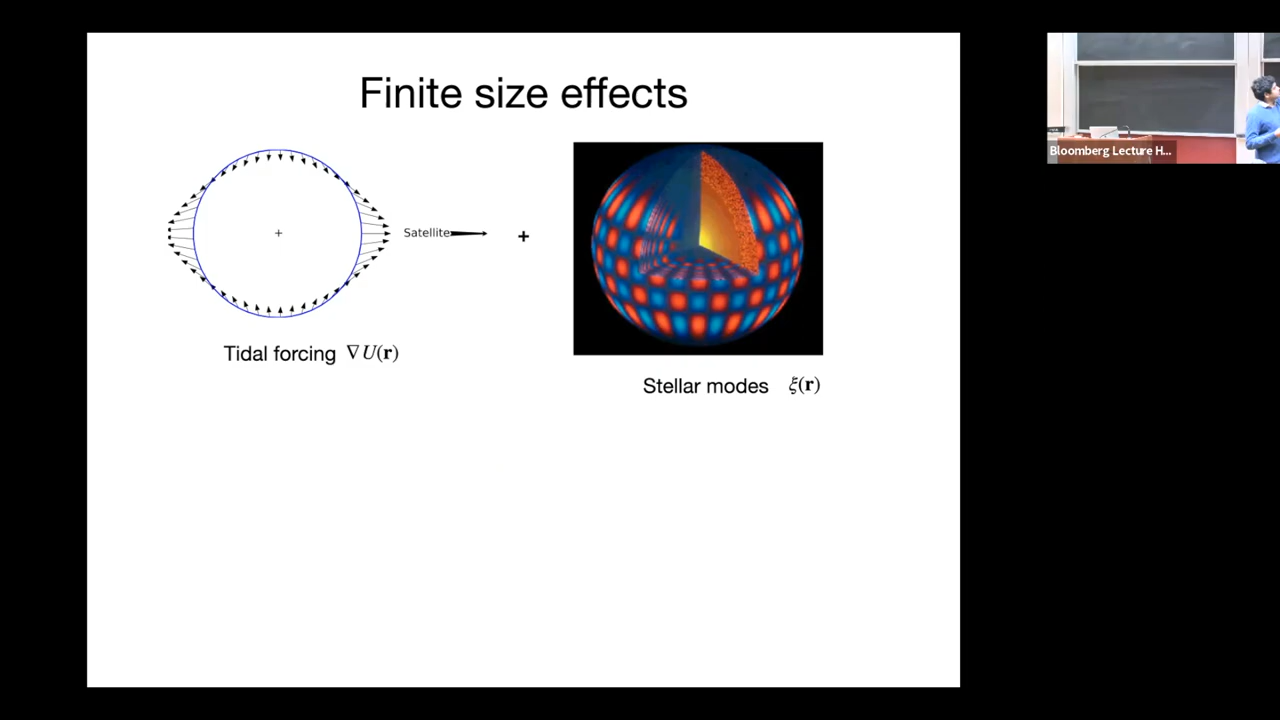 Finite size effects
Satellite
+
Tidal forcing ∇U(r)
Stellar modes ξ(r)
Bloomberg Lecture H...